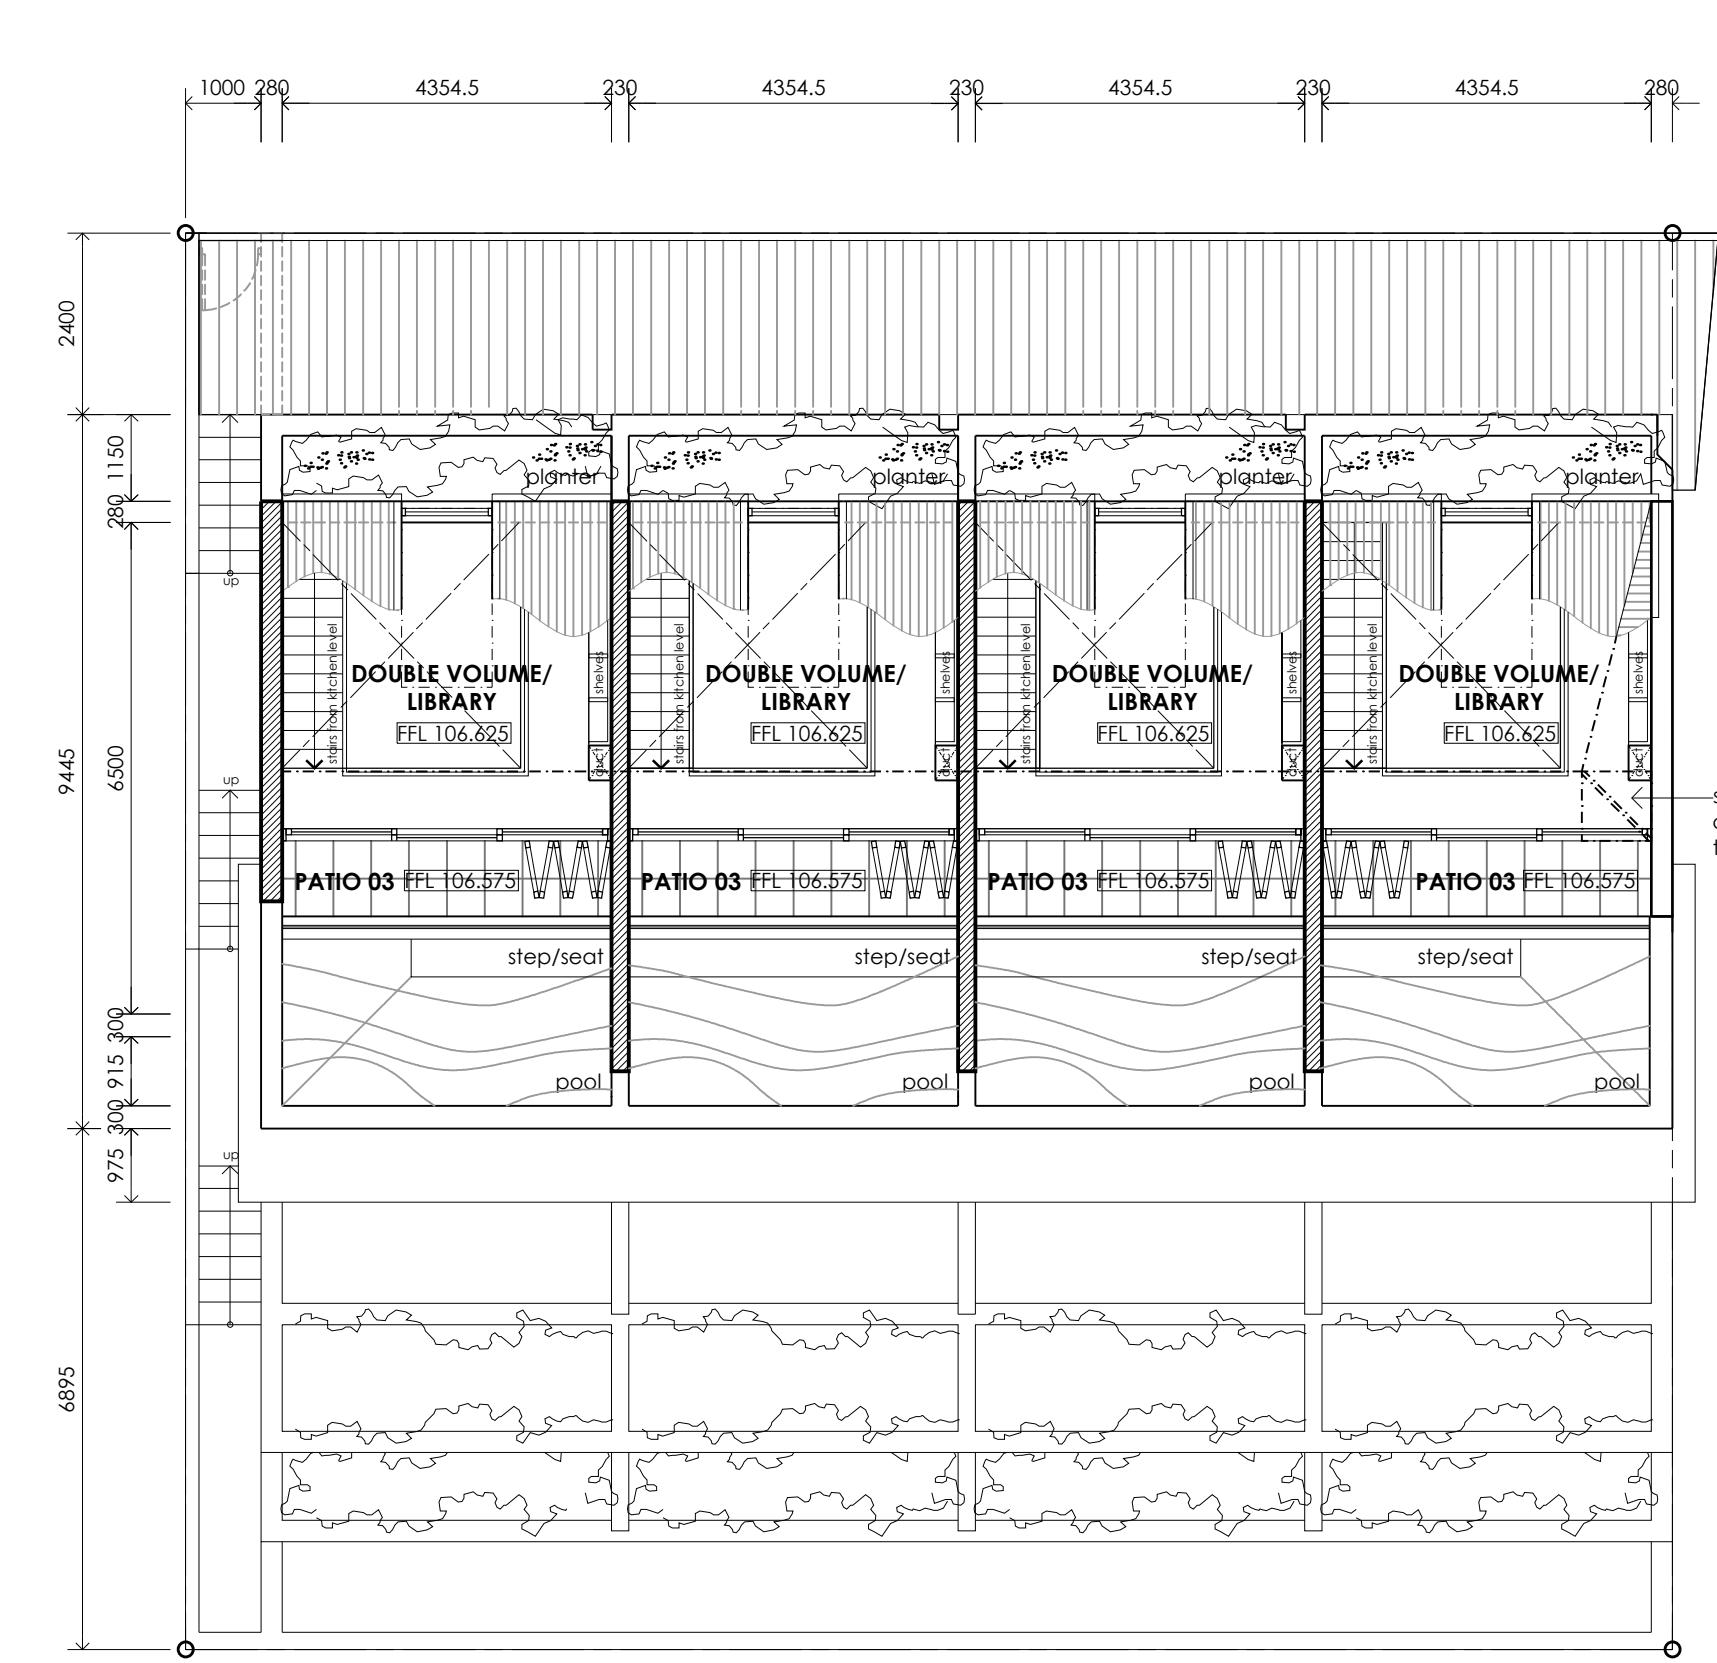 1000 280 4354.5 230 4354.5 230 4354.5 230 4354.5 280
2400
1150
280
9445
6500
300
915
300
975
6895
planter planter planter planter
up
stairs from kitchen level stairs from kitchen level stairs from kitchen level stairs from kitchen level
shelves shelves shelves shelves
DOUBLE VOLUME/ DOUBLE VOLUME/ DOUBLE VOLUME/ DOUBLE VOLUME/
LIBRARY LIBRARY LIBRARY LIBRARY
FFL 106.625 FFL 106.625 FFL 106.625 FFL 106.625
duct duct duct duct
up
PATIO 03 FFL 106.575 PATIO 03 FFL 106.575 PATIO 03 FFL 106.575 PATIO 03 FFL 106.575
step/seat step/seat step/seat step/seat
pool pool pool pool
up